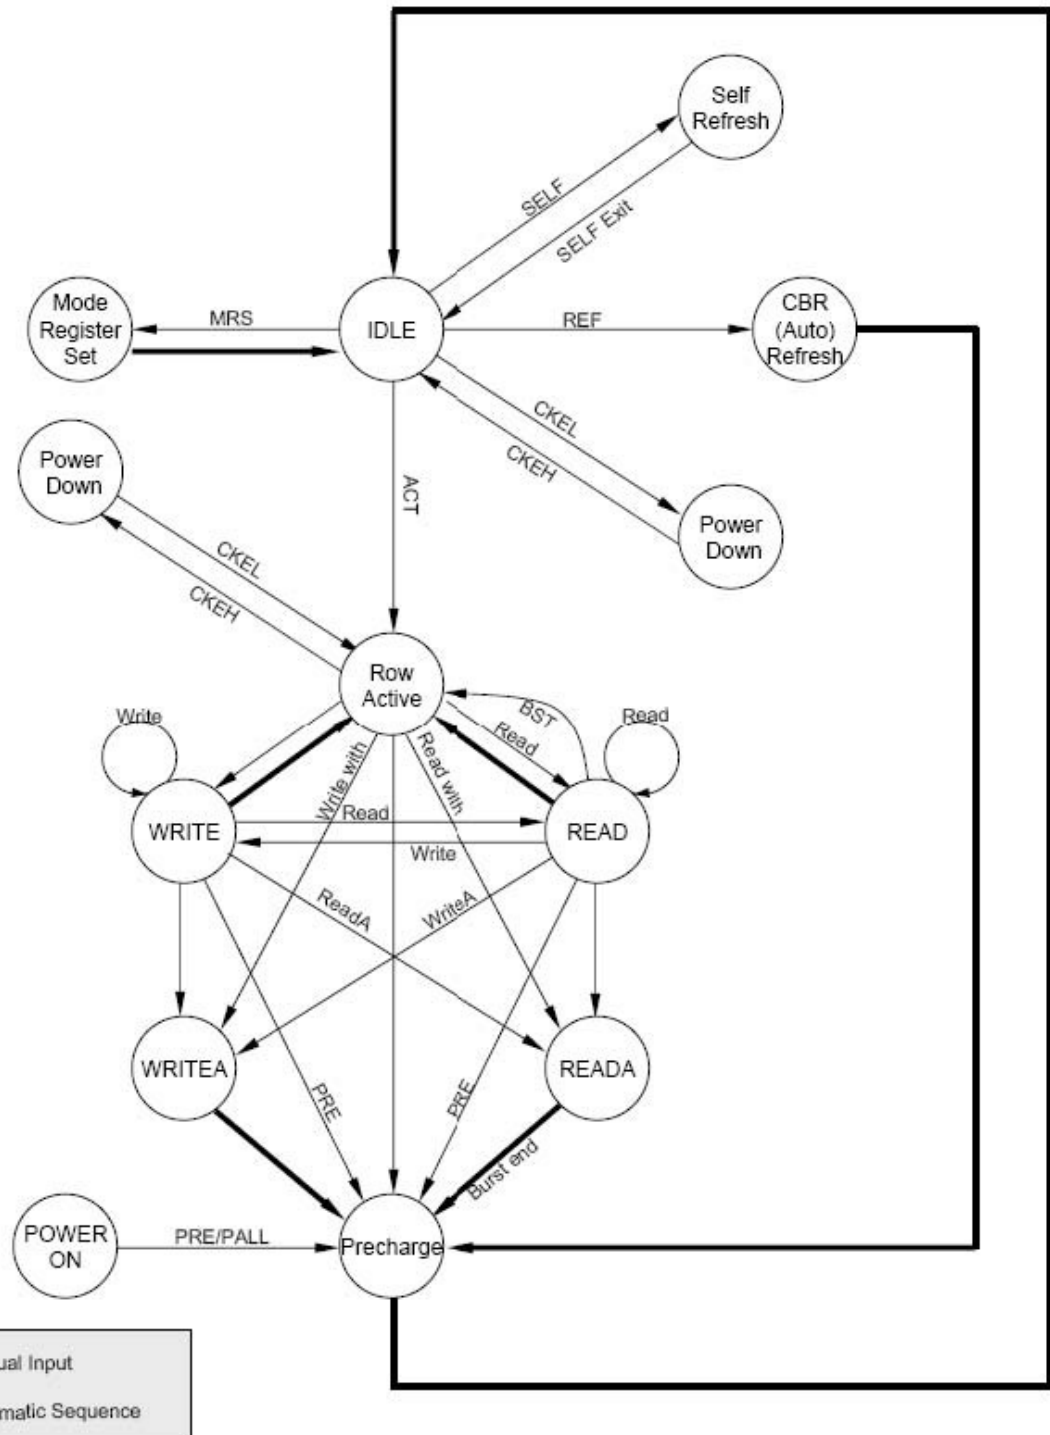 Self
Refresh
SELF
SELF Exit
Mode
Register
Set
MRS
IDLE
REF
CBR
(Auto)
Refresh
CKEL
CKEH
Power
Down
ACT
Power
Down
CKEL
CKEH
Row
Active
BST
Read
Write
Read
Write with
Read with
WRITE
Read
Write
READ
ReadA
WriteA
WRITEA
READA
PRE
PRE
Burst end
POWER
ON
PRE/PALL
Precharge
ual Input
matic Sequence